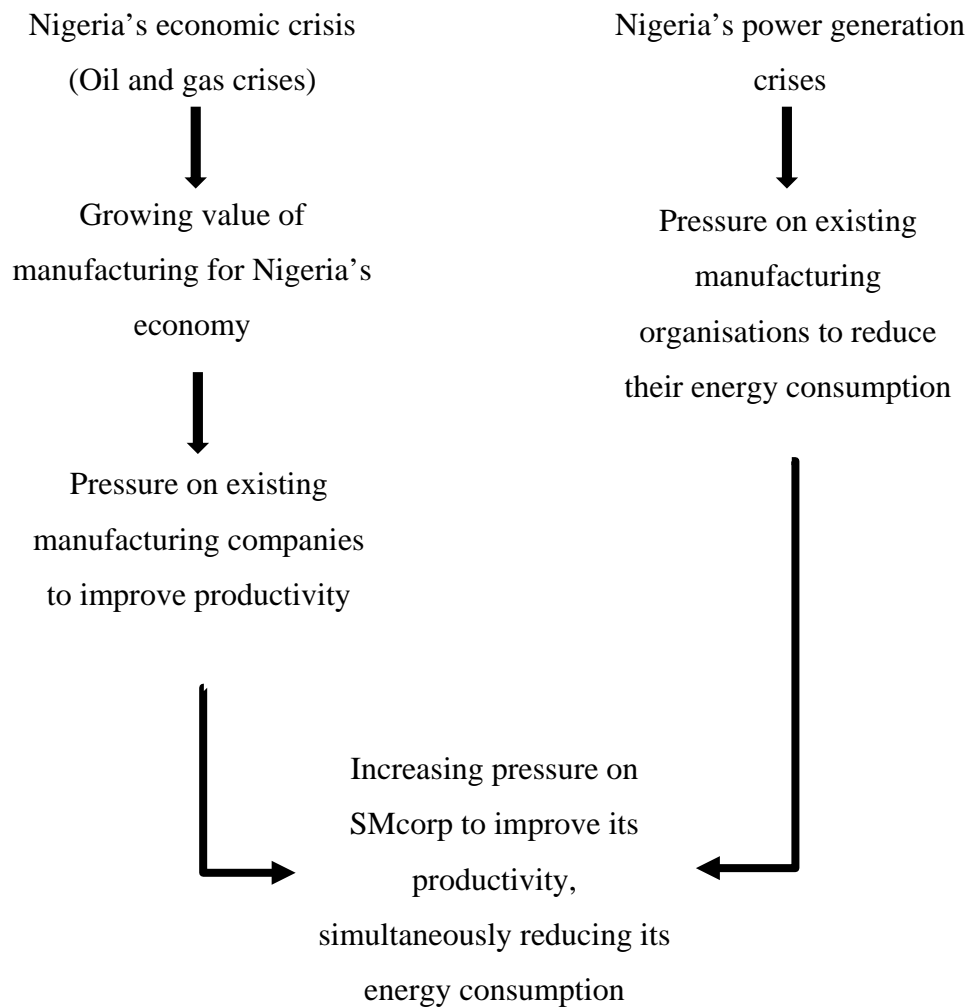 Nigeria’s economic crisis
(Oil and gas crises)
Growing value of
manufacturing for Nigeria’s
economy
Pressure on existing
manufacturing companies
to improve productivity
Nigeria’s power generation
crises
Pressure on existing
manufacturing
organisations to reduce
their energy consumption
Increasing pressure on
SMcorp to improve its
productivity,
simultaneously reducing its
energy consumption